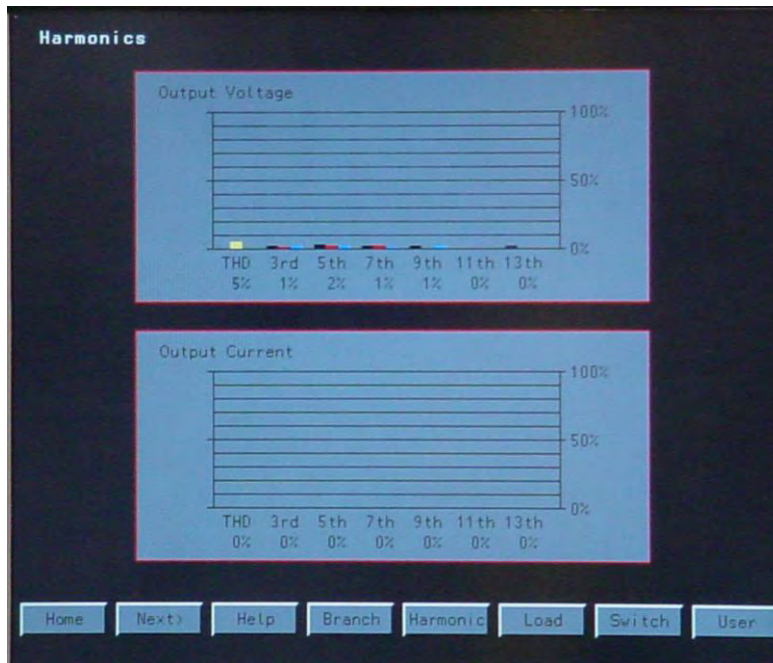 Harmonics
Output Voltage
100%
50%
0%
THD 3rd 5th 7th 9th 11th 13th
5% 1% 2% 1% 1% 0% 0%
Output Current
100%
50%
0%
THD 3rd 5th 7th 9th 11th 13th
0% 0% 0% 0% 0% 0% 0%
Home Next> Help Branch Harmonic Load Switch User